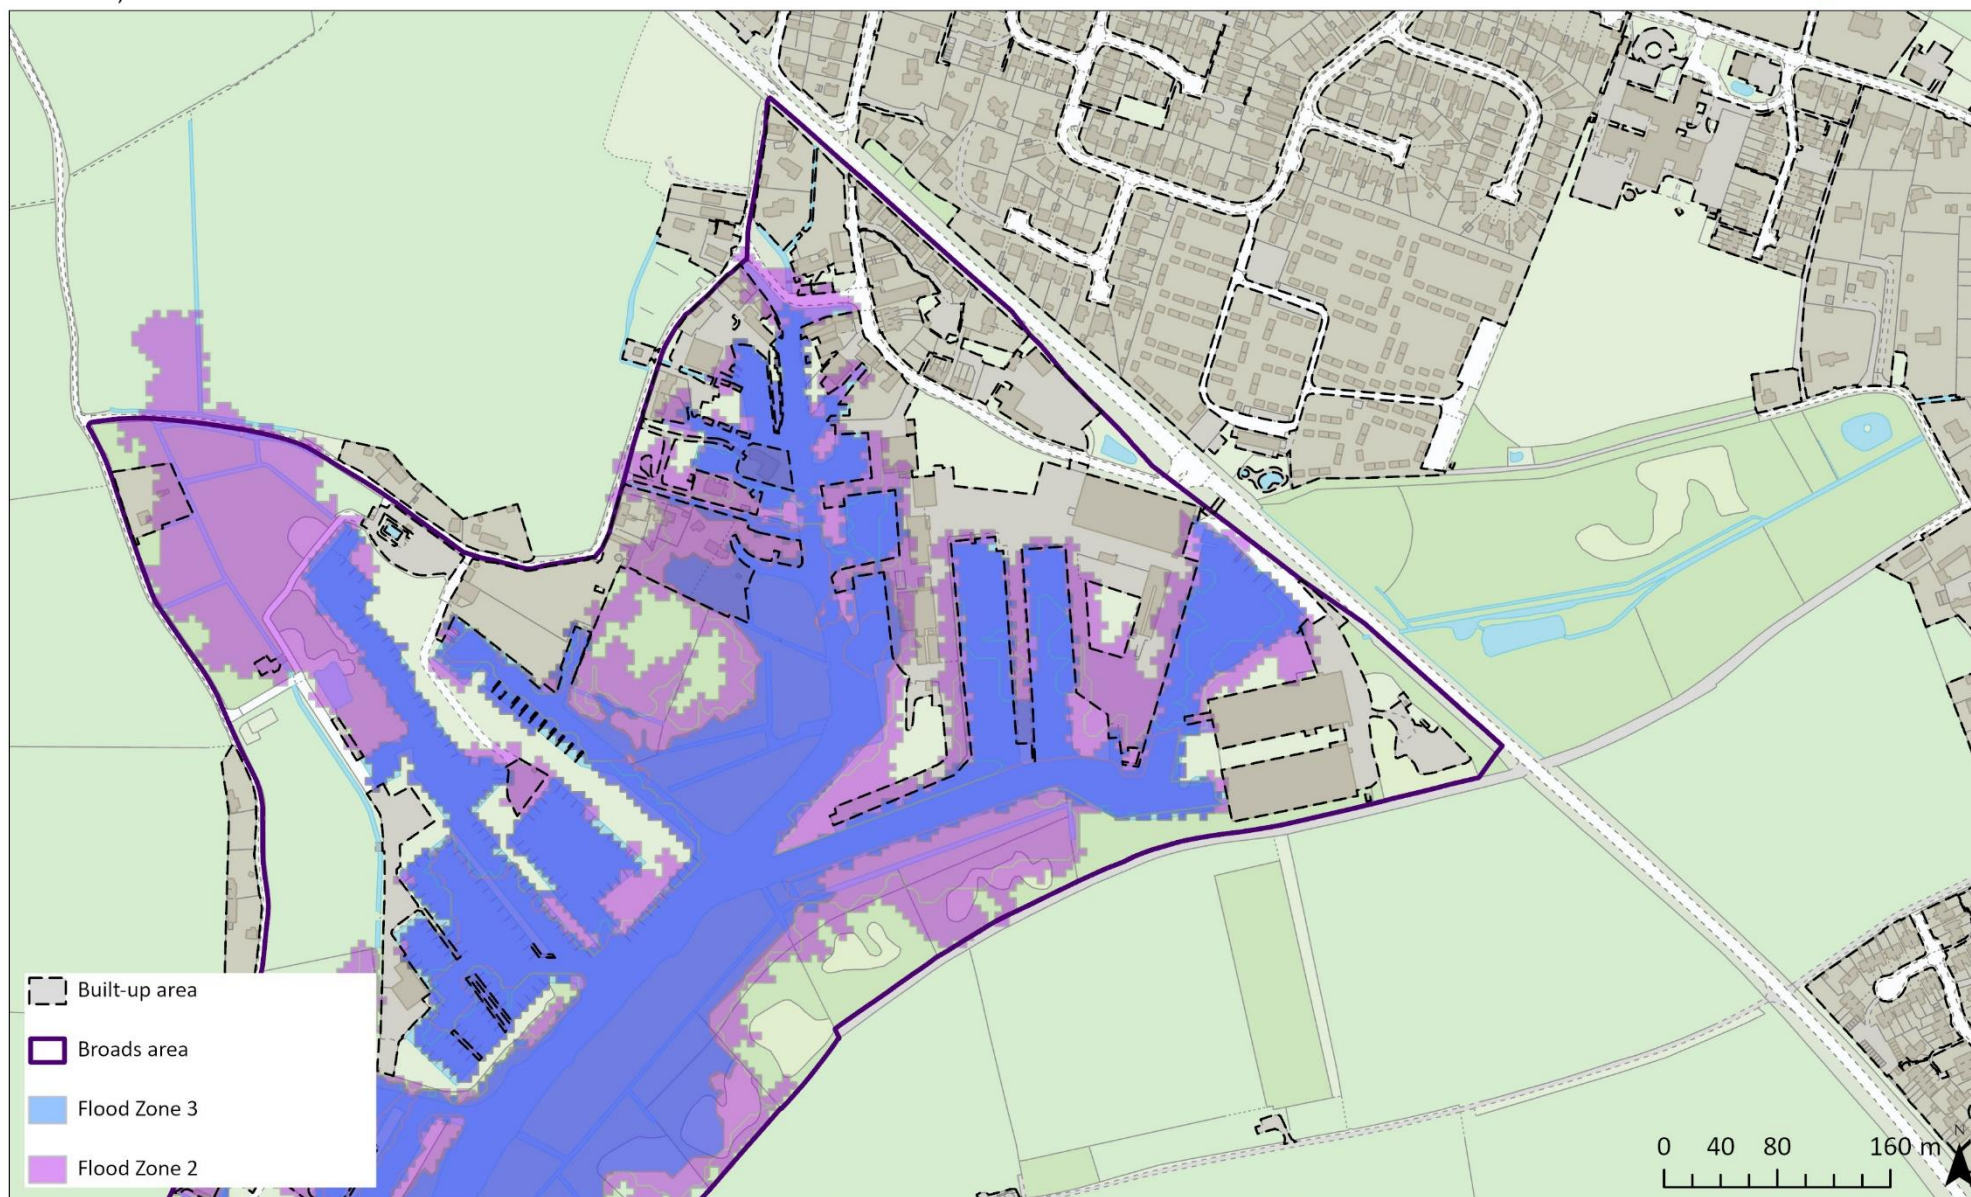 Built-up area
Broads area
Flood Zone 3
Flood Zone 2
0 40 80 160 m
N